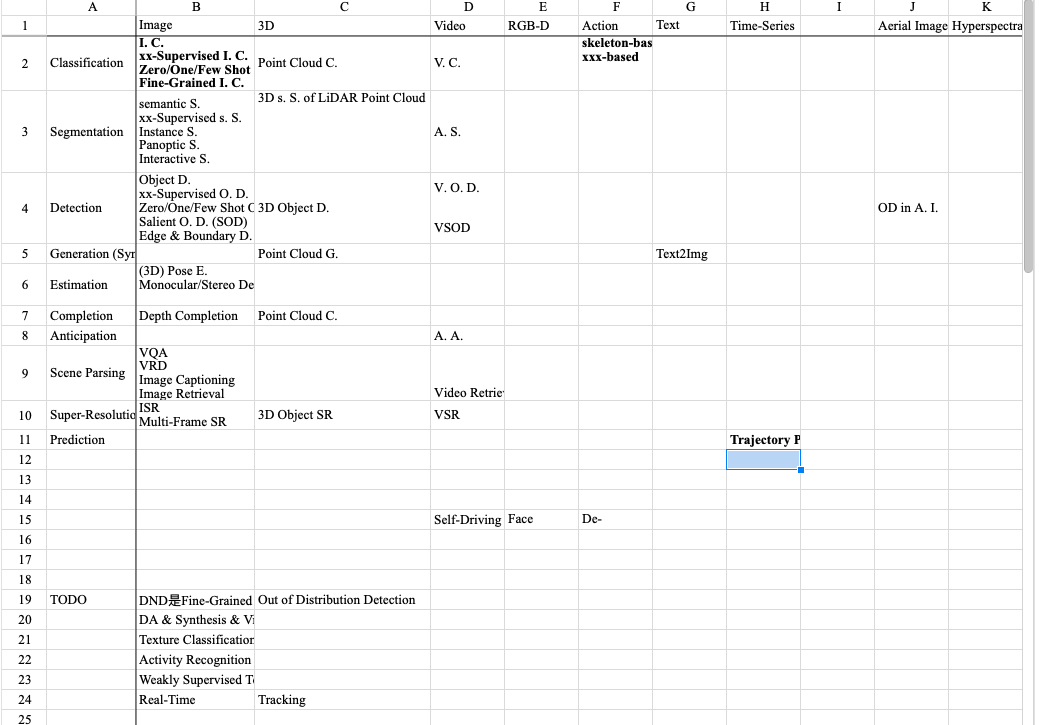 A B C D E F G H I J K
1 Image 3D Video RGB-D Action Text Time-Series Aerial Image Hyperspectra
2 Classification
I. C.
xx-Supervised I. C.
Zero/One/Few Shot
Fine-Grained I. C.
Point Cloud C.
V. C.
skeleton-bas
xxx-based
3 Segmentation
semantic S.
xx-Supervised s. S.
Instance S.
Panoptic S.
Interactive S.
3D s. S. of LiDAR Point Cloud
A. S.
4 Detection
Object D.
xx-Supervised O. D.
Zero/One/Few Shot
Salient O. D. (SOD)
Edge & Boundary D.
3D Object D.
V. O. D.
VSOD
OD in A. I.
5 Generation (Syn Point Cloud G. Text2Img
6 Estimation
(3D) Pose E.
Monocular/Stereo De
7 Completion Depth Completion Point Cloud C.
8 Anticipation A. A.
9 Scene Parsing
VQA
VRD
Image Captioning
Image Retrieval
Video Retrie
10 Super-Resolutio
ISR
Multi-Frame SR
3D Object SR
VSR
11 Prediction Trajectory P
12
13
14
15 Self-Driving Face De-
16
17
18
19 TODO DND是Fine-Grained Out of Distribution Detection
20 DA & Synthesis & Vi
21 Texture Classification
22 Activity Recognition
23 Weakly Supervised T
24 Real-Time Tracking
25